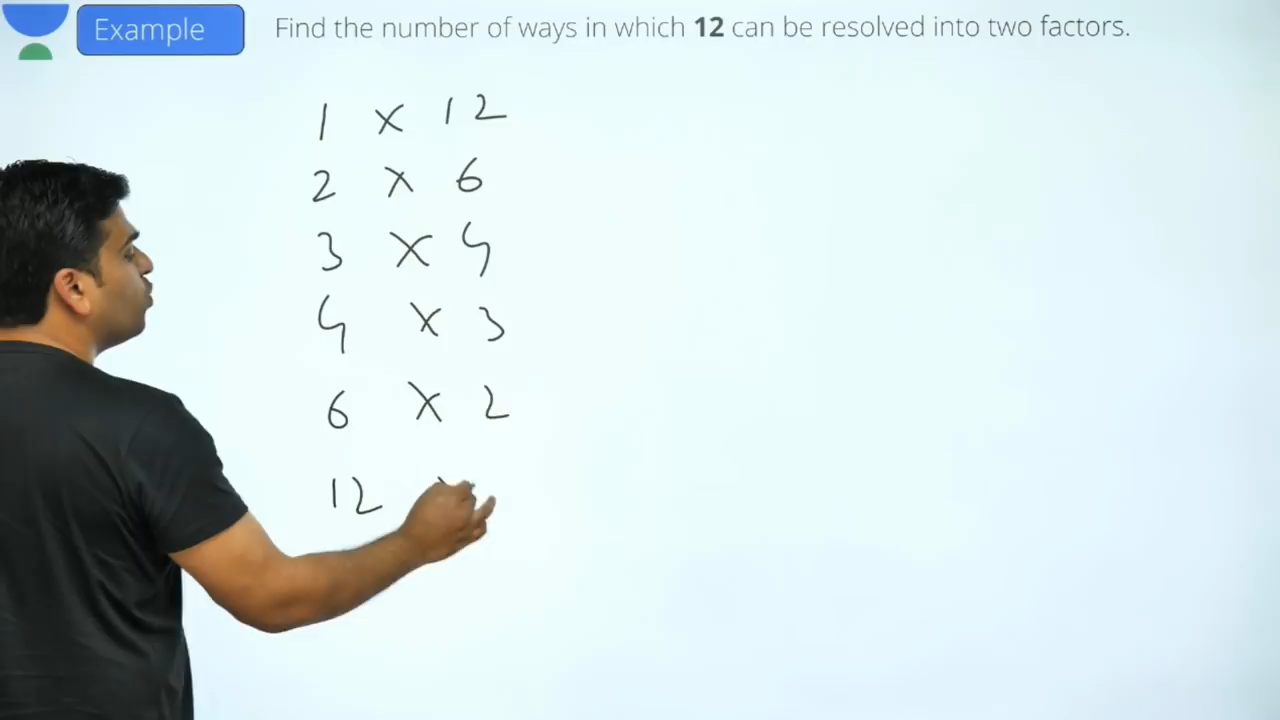 Example
Find the number of ways in which 12 can be resolved into two factors.
1 x 12
2 x 6
3 x 4
4 x 3
6 x 2
12